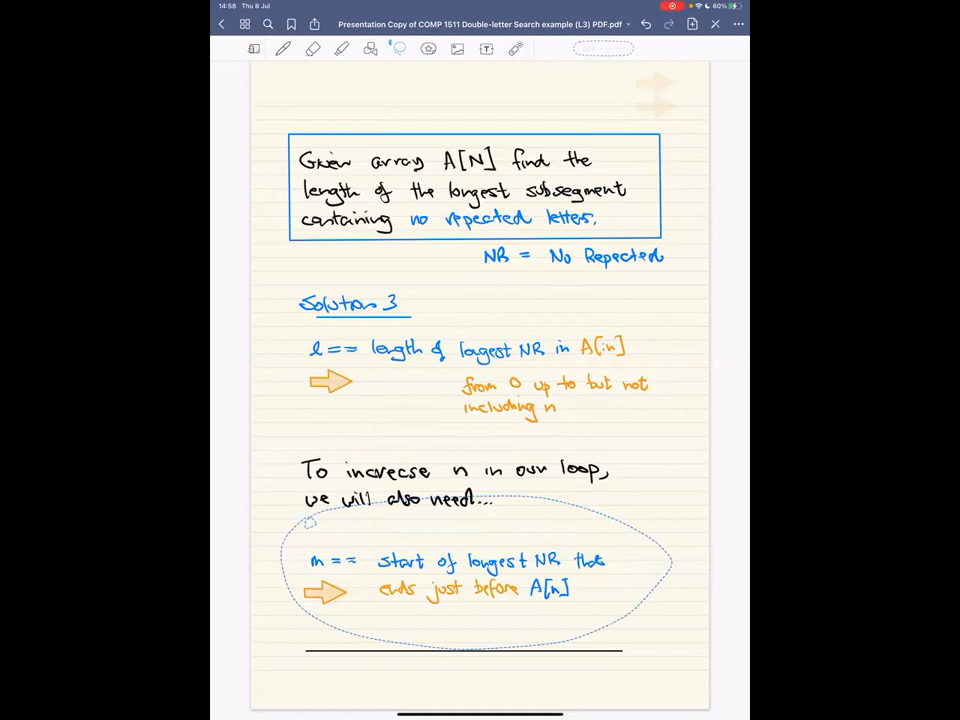 14:58 Thu 8 Jul
60%
Presentation Copy of COMP 1511 Double-letter Search example (L3) PDF.pdf
Given array A[N] find the
length of the longest subsegment
containing no repeated letters.
NR = No Repeated
Solution 3
l == length of longest NR in A[:n]
from 0 up to but not
including n
To increase n in our loop,
we will also need...
m == start of longest NR that
ends just before A[n]